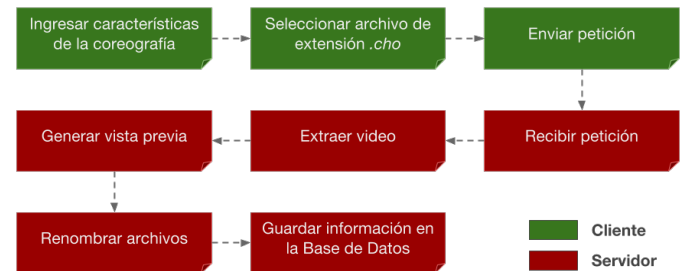 Ingresar características
de la coreografía
Seleccionar archivo de
extensión .cho
Enviar petición
Generar vista previa
Extraer video
Recibir petición
Renombrar archivos
Guardar información en
la Base de Datos
Cliente
Servidor